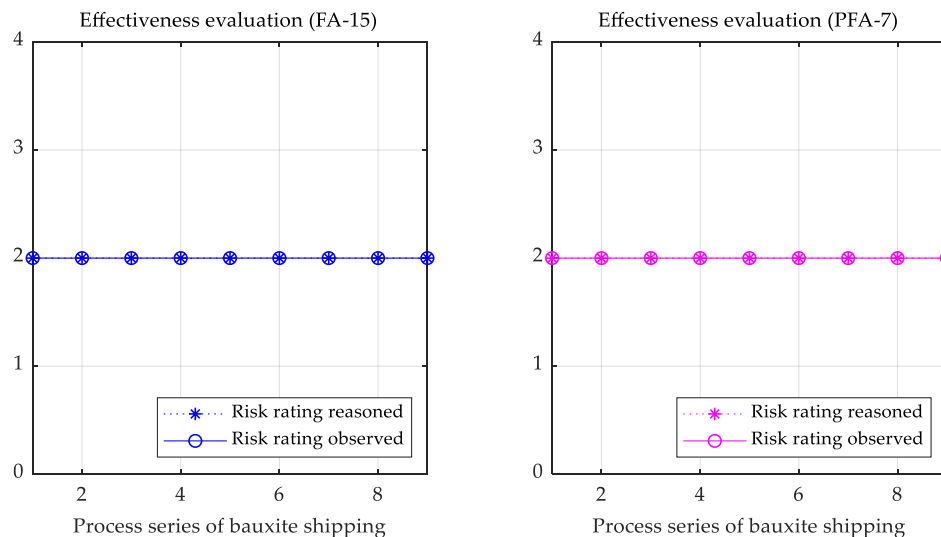 Effectiveness evaluation (FA-15)
4
3
2
1
0
2 4 6 8
Risk rating reasoned
Risk rating observed
Process series of bauxite shipping
Effectiveness evaluation (PFA-7)
4
3
2
1
0
2 4 6 8
Risk rating reasoned
Risk rating observed
Process series of bauxite shipping